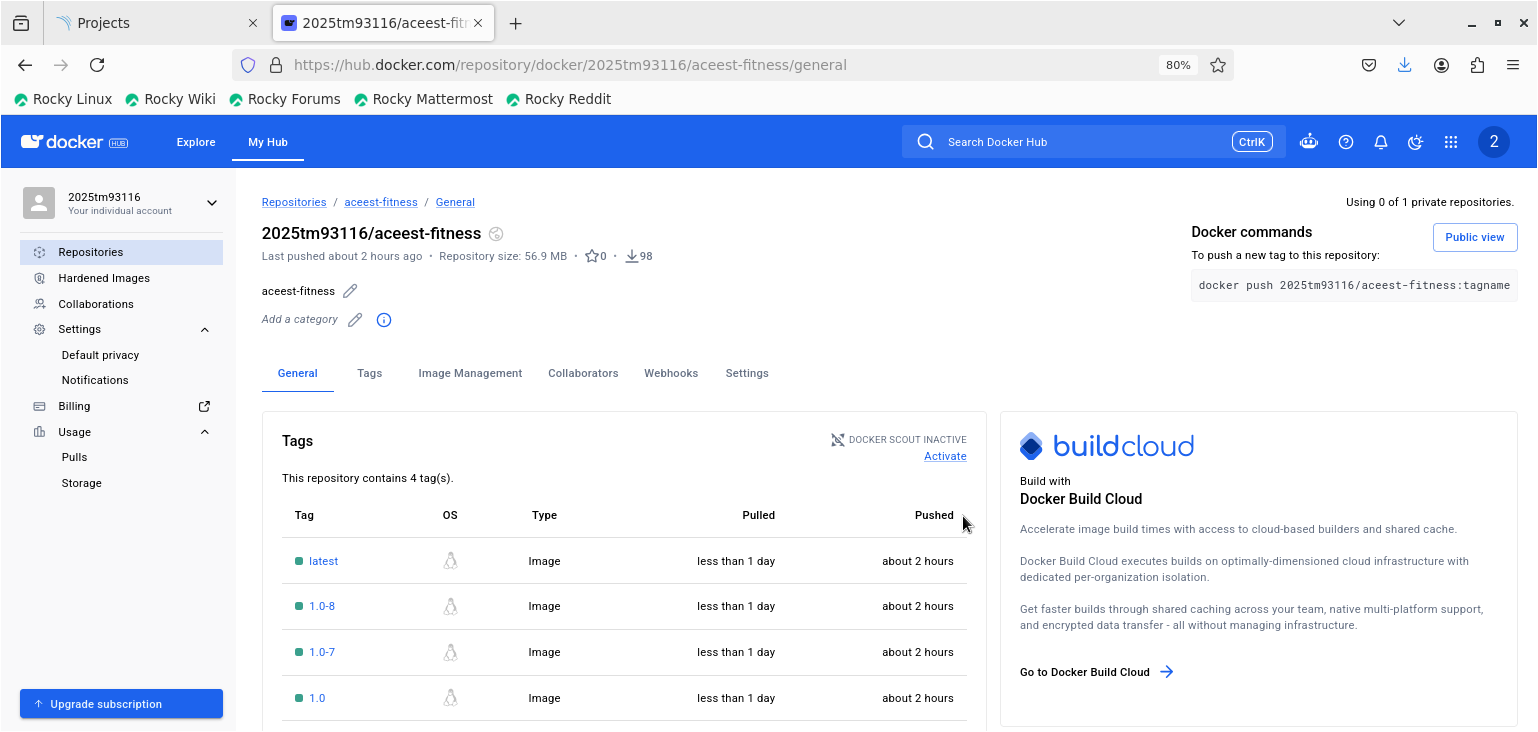 Projects
2025tm93116/aceest-fitn
https://hub.docker.com/repository/docker/2025tm93116/aceest-fitness/general
80%
Rocky Linux
Rocky Wiki
Rocky Forums
Rocky Mattermost
Rocky Reddit
docker HUB
Explore
My Hub
Search Docker Hub
CtrlK
2
2025tm93116
Your individual account
Repositories
Hardened Images
Collaborations
Settings
Default privacy
Notifications
Billing
Usage
Pulls
Storage
Upgrade subscription
Repositories / aceest-fitness / General
Using 0 of 1 private repositories.
2025tm93116/aceest-fitness
Last pushed about 2 hours ago • Repository size: 56.9 MB • 0 • 98
aceest-fitness
Add a category
Docker commands
Public view
To push a new tag to this repository:
docker push 2025tm93116/aceest-fitness:tagname
General
Tags
Image Management
Collaborators
Webhooks
Settings
Tags
DOCKER SCOUT INACTIVE
Activate
This repository contains 4 tag(s).
Tag OS Type Pulled Pushed
latest Image less than 1 day about 2 hours
1.0-8 Image less than 1 day about 2 hours
1.0-7 Image less than 1 day about 2 hours
1.0 Image less than 1 day about 2 hours
buildcloud
Build with
Docker Build Cloud
Accelerate image build times with access to cloud-based builders and shared cache.
Docker Build Cloud executes builds on optimally-dimensioned cloud infrastructure with
dedicated per-organization isolation.
Get faster builds through shared caching across your team, native multi-platform support,
and encrypted data transfer - all without managing infrastructure.
Go to Docker Build Cloud